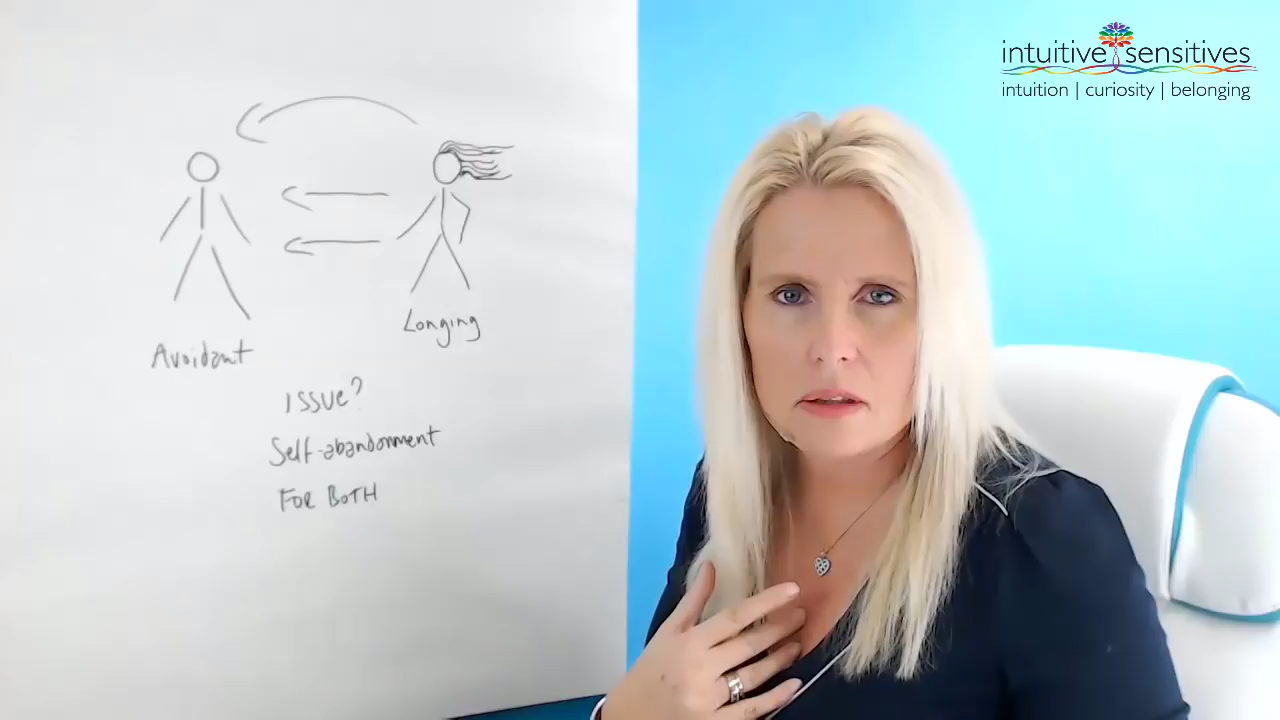 intuitive sensitives
intuition | curiosity | belonging
Avoidant
Longing
ISSUE?
Self-abandonment
FOR BOTH